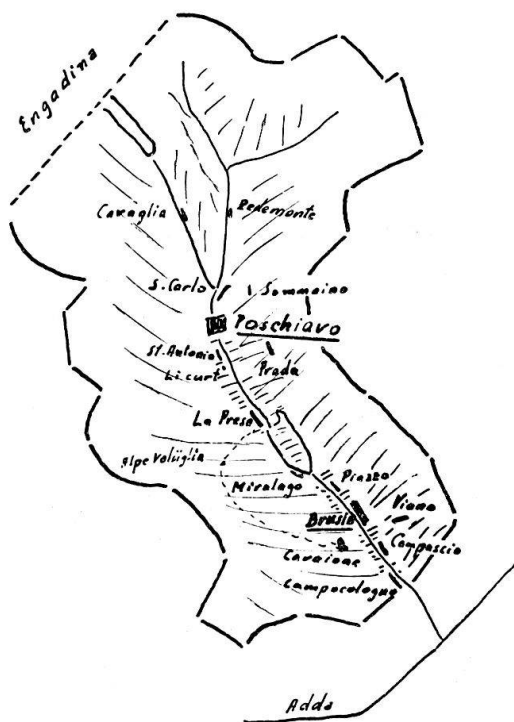 Engadina
Cavaglia
Pedemonte
S. Carlo
Sommaino
Poschiavo
St. Antonio
Li curt
Prada
La Presa
Alpe Volüglia
Miralago
Piazzo
Viano
Brusio
Campascio
Cavaione
Campocologno
Adda